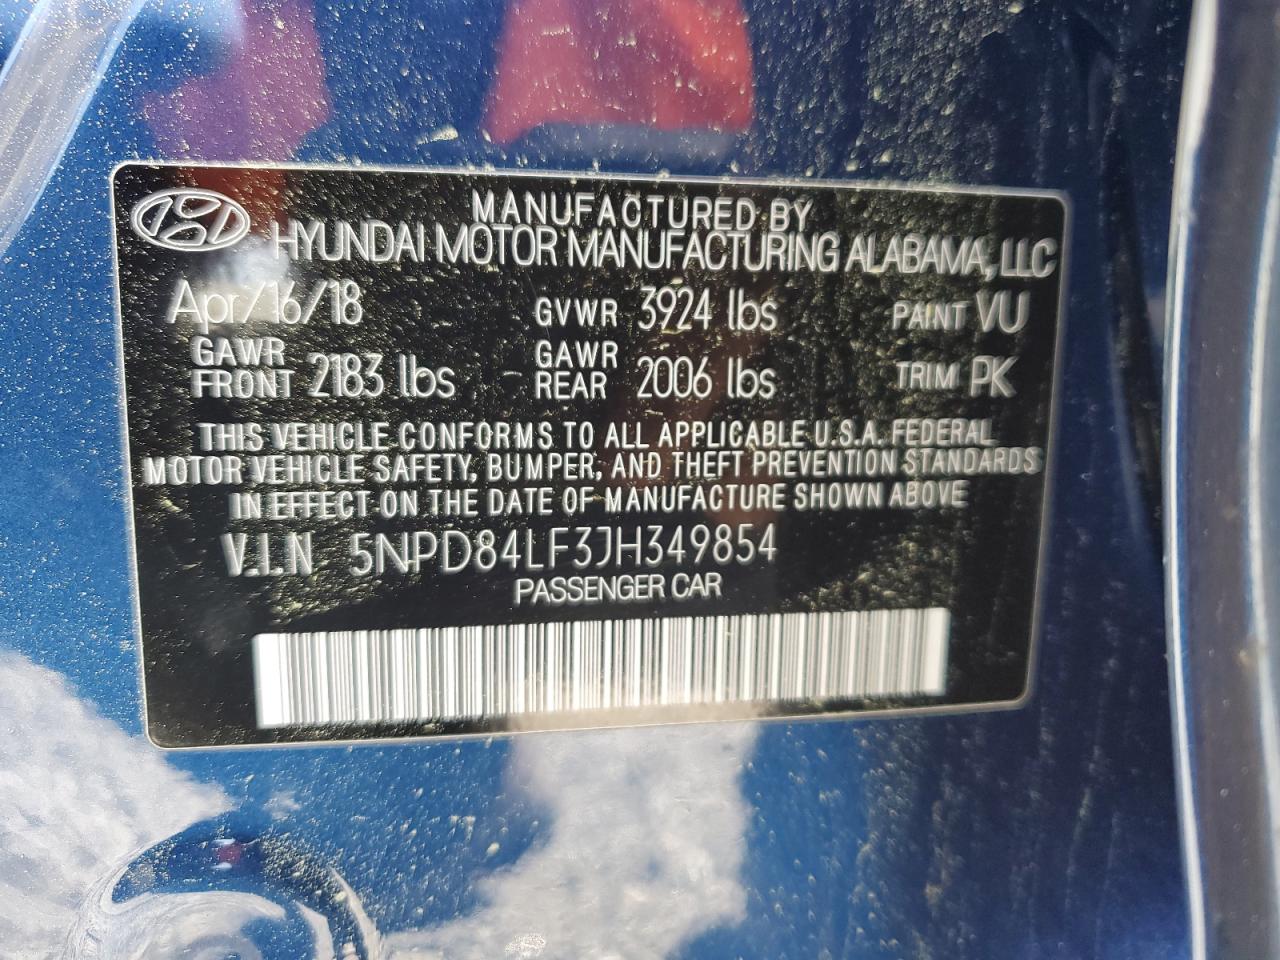 MANUFACTURED BY
HYUNDAI MOTOR MANUFACTURING ALABAMA, LLC
Apr/16/18 GVWR 3924 lbs PAINT VU
GAWR FRONT 2183 lbs GAWR REAR 2006 lbs TRIM PK
THIS VEHICLE CONFORMS TO ALL APPLICABLE U.S.A. FEDERAL
MOTOR VEHICLE SAFETY, BUMPER, AND THEFT PREVENTION STANDARDS
IN EFFECT ON THE DATE OF MANUFACTURE SHOWN ABOVE
V.I.N 5NPD84LF3JH349854
PASSENGER CAR